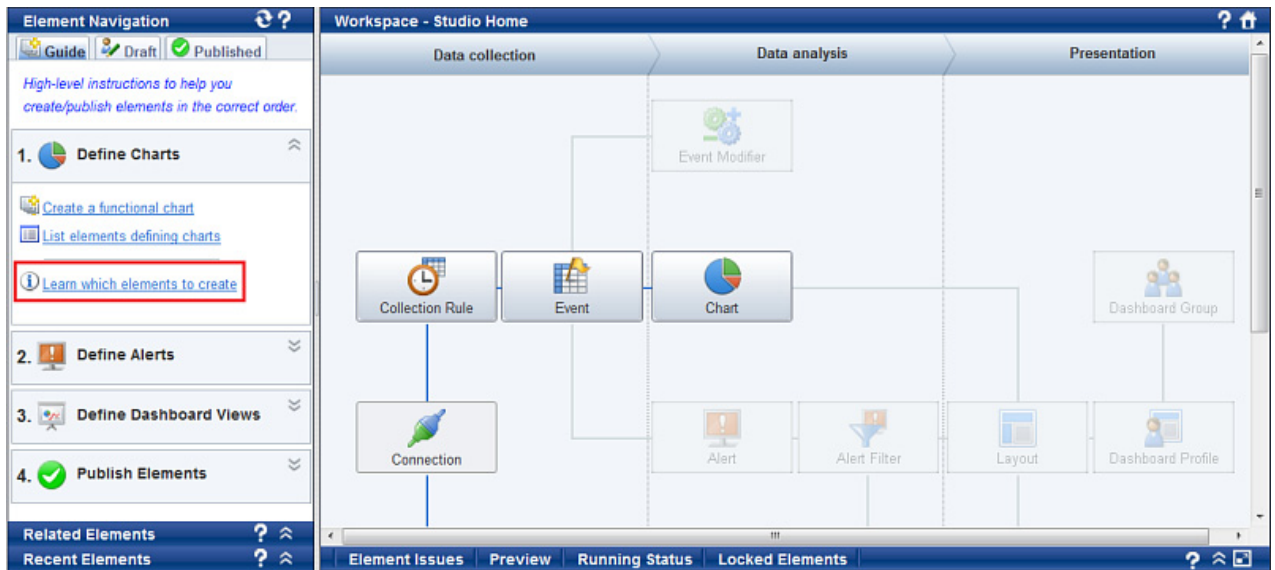 Element Navigation
Guide Draft Published
High-level instructions to help you
create/publish elements in the correct order.
1. Define Charts
Create a functional chart
List elements defining charts
Learn which elements to create
2. Define Alerts
3. Define Dashboard Views
4. Publish Elements
Related Elements
Recent Elements
Workspace - Studio Home
Data collection Data analysis Presentation
Event Modifier
Collection Rule Event Chart Dashboard Group
Connection Alert Alert Filter Layout Dashboard Profile
Element Issues Preview Running Status Locked Elements